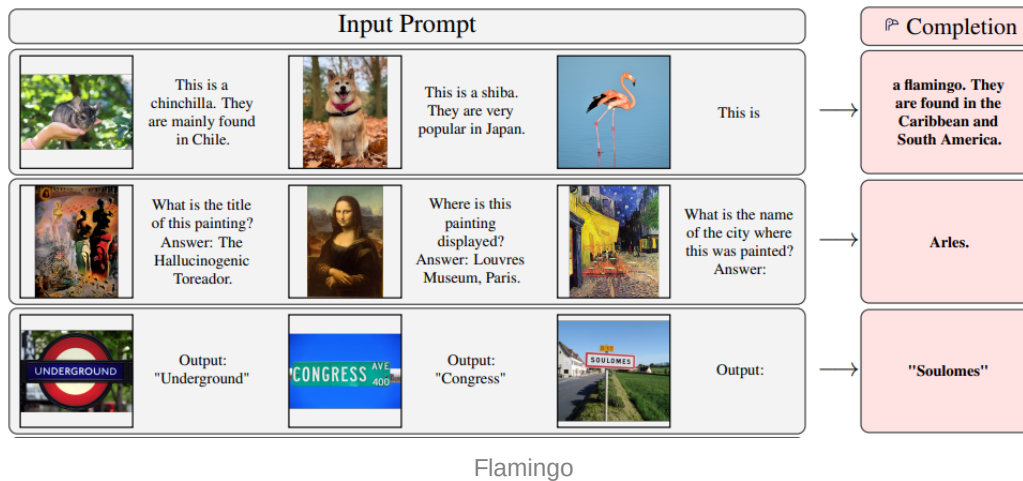 Input Prompt
Completion
This is a
chinchilla. They
are mainly found
in Chile.
This is a shiba.
They are very
popular in Japan.
This is
a flamingo. They
are found in the
Caribbean and
South America.
What is the title
of this painting?
Answer: The
Hallucinogenic
Toreador.
Where is this
painting
displayed?
Answer: Louvres
Museum, Paris.
What is the name
of the city where
this was painted?
Answer:
Arles.
UNDERGROUND
Output:
"Underground"
CONGRESS AVE
400
Output:
"Congress"
SOULOMES
Output:
"Soulomes"
Flamingo